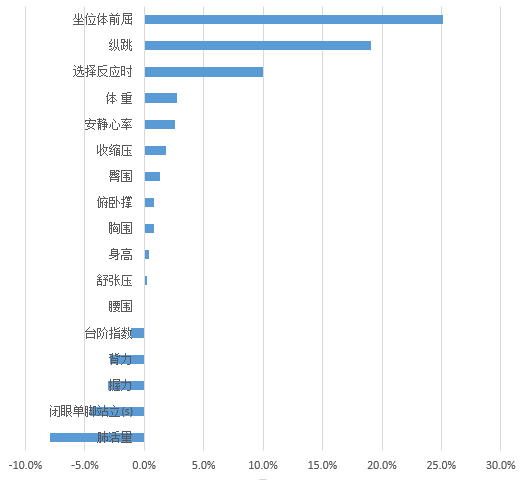 坐位体前屈
纵跳
选择反应时
体 重
安静心率
收缩压
臀围
俯卧撑
胸围
身高
舒张压
腰围
台阶指数
背力
握力
闭眼单脚站立(s)
肺活量
-10.0% -5.0% 0.0% 5.0% 10.0% 15.0% 20.0% 25.0% 30.0%